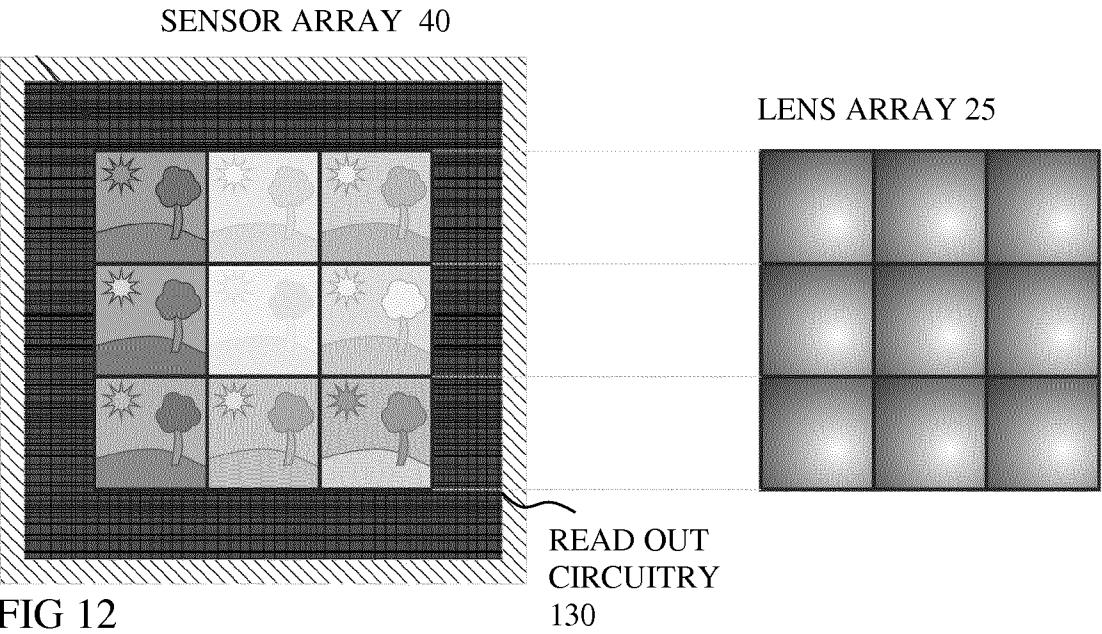 SENSOR ARRAY 40
LENS ARRAY 25
READ OUT
CIRCUITRY
130
FIG 12